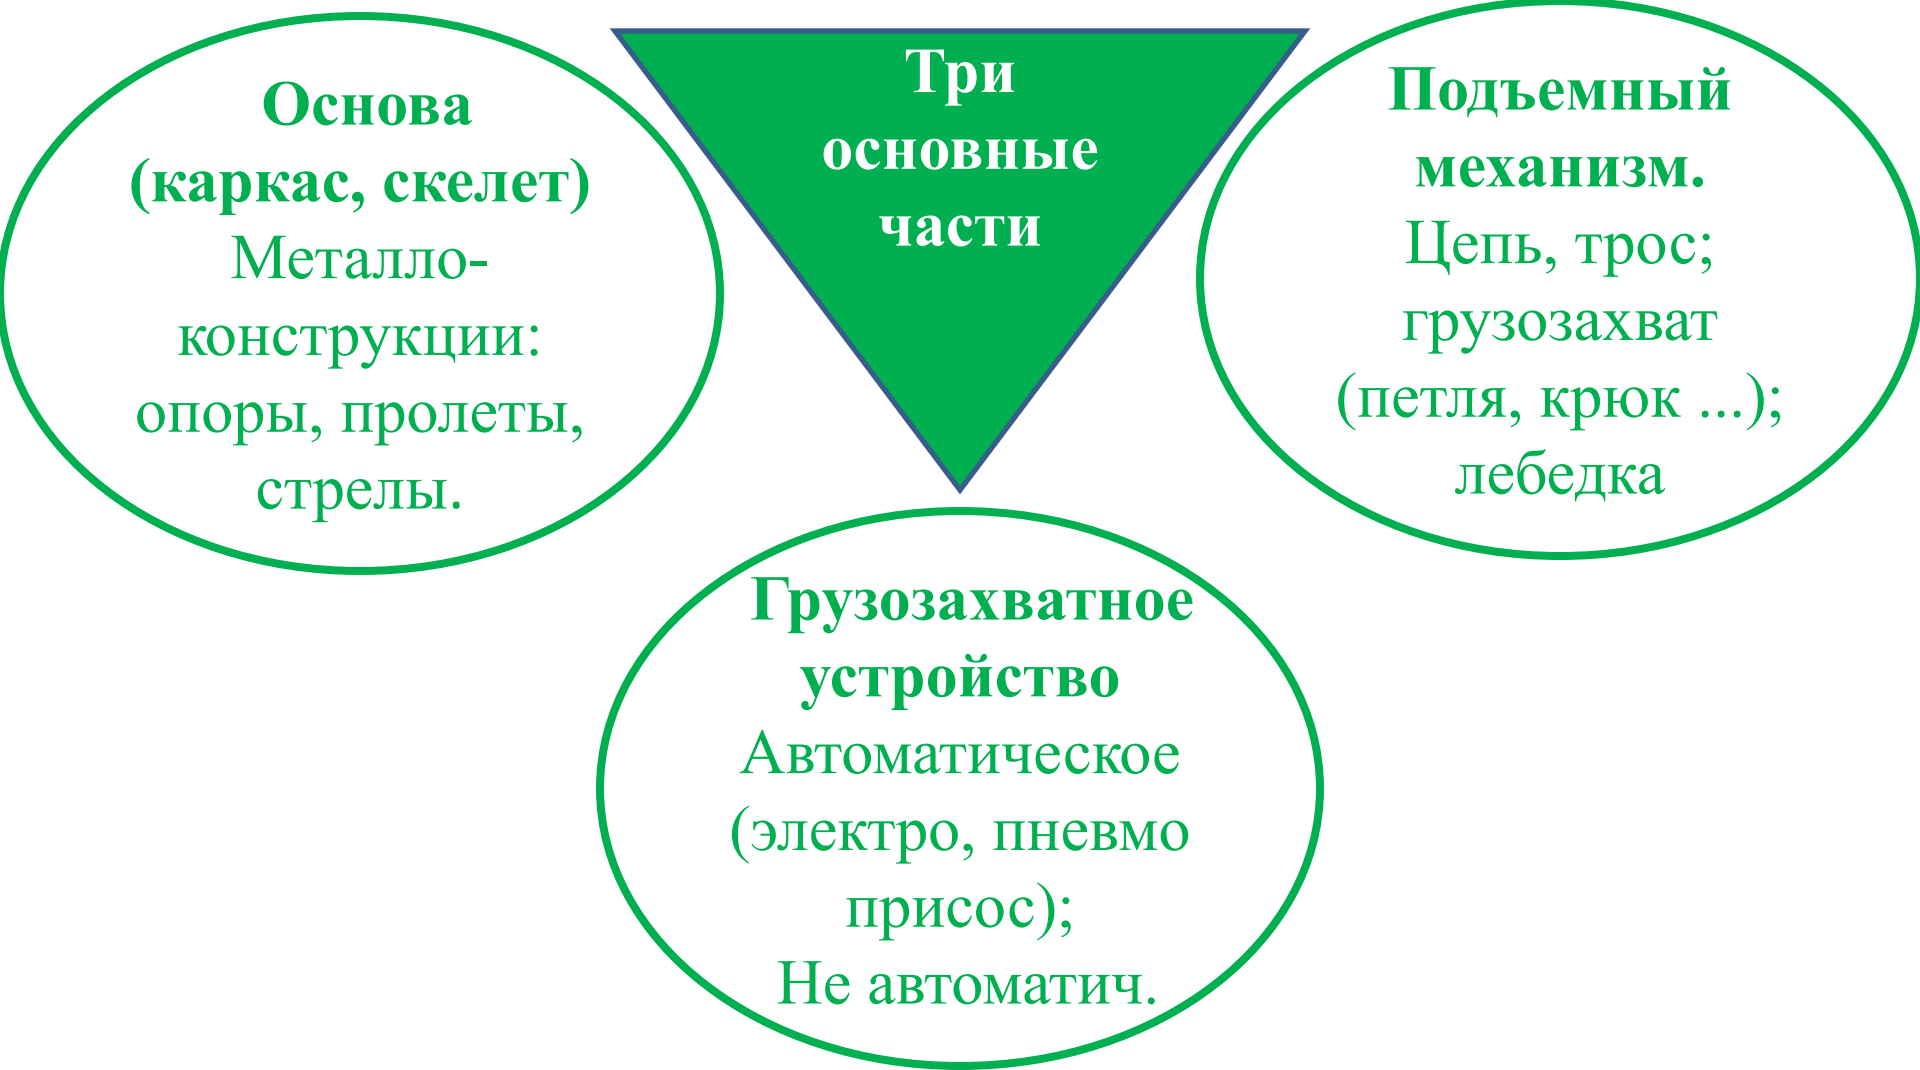 Основа
(каркас, скелет)
Металло-
конструкции:
опоры, пролеты,
стрелы.
Три
основные
части
Подъемный
механизм.
Цепь, трос;
грузозахват
(петля, крюк ...);
лебедка
Грузозахватное
устройство
Автоматическое
(электро, пневмо
присос);
Не автоматич.